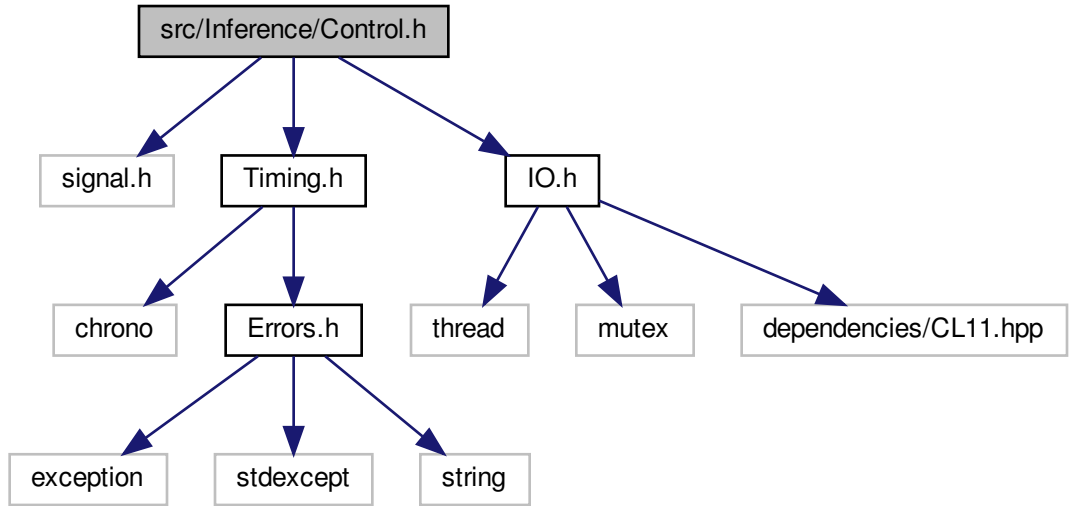 src/Inference/Control.h
signal.h
Timing.h
IO.h
chrono
Errors.h
thread
mutex
dependencies/CL11.hpp
exception
stdexcept
string